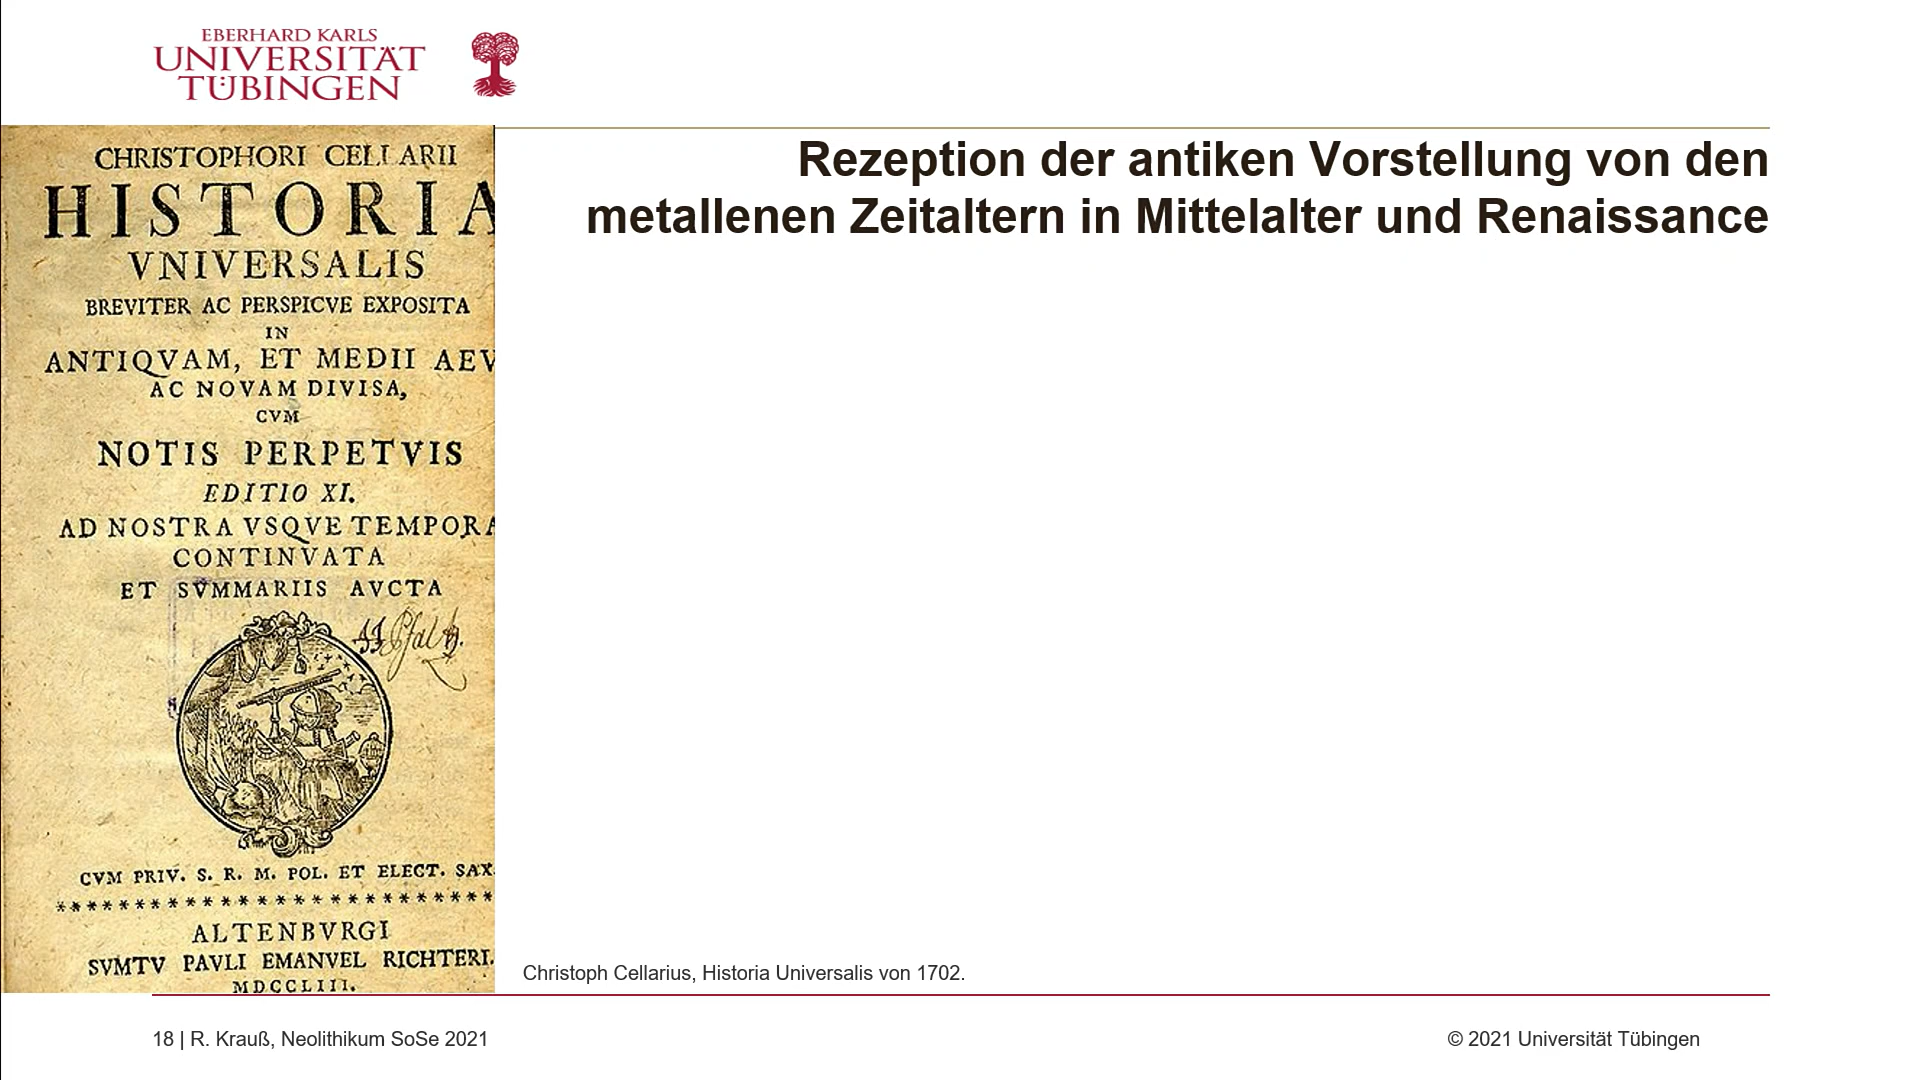 EBERHARD KARLS
UNIVERSITÄT
TÜBINGEN
Rezeption der antiken Vorstellung von den
metallenen Zeitaltern in Mittelalter und Renaissance
CHRISTOPHORI CELLARII
HISTORIA
VNIVERSALIS
BREVITER AC PERSPICVE EXPOSITA
IN
ANTIQVAM, ET MEDII AEV
AC NOVAM DIVISA,
CVM
NOTIS PERPETVIS
EDITIO XI.
AD NOSTRA VSQVE TEMPORA
CONTINVATA
ET SVMMARIIS AVCTA
CVM PRIV. S. R. M. POL. ET ELECT. SAX.
ALTENBVRGI
SVMTV PAVLI EMANVEL RICHTERI.
MDCCLIII.
Christoph Cellarius, Historia Universalis von 1702.
18 | R. Krauß, Neolithikum SoSe 2021
© 2021 Universität Tübingen